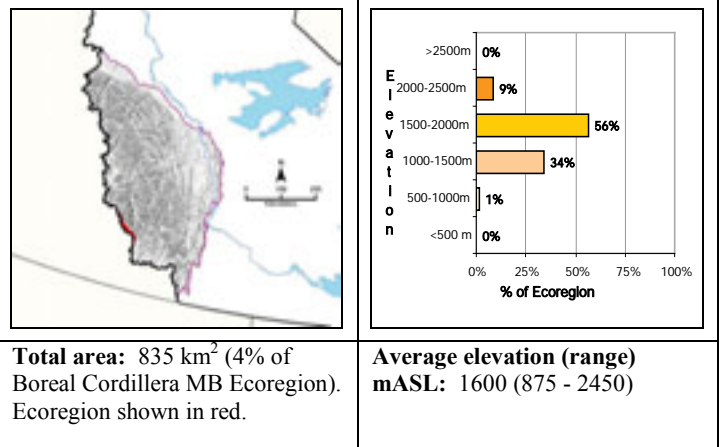 >2500m 0%
2000-2500m 9%
1500-2000m 56%
1000-1500m 34%
500-1000m 1%
<500 m 0%
Elevation
0% 25% 50% 75% 100%
% of Ecoregion
Total area: 835 km2 (4% of
Boreal Cordillera MB Ecoregion).
Ecoregion shown in red.
Average elevation (range)
mASL: 1600 (875 - 2450)